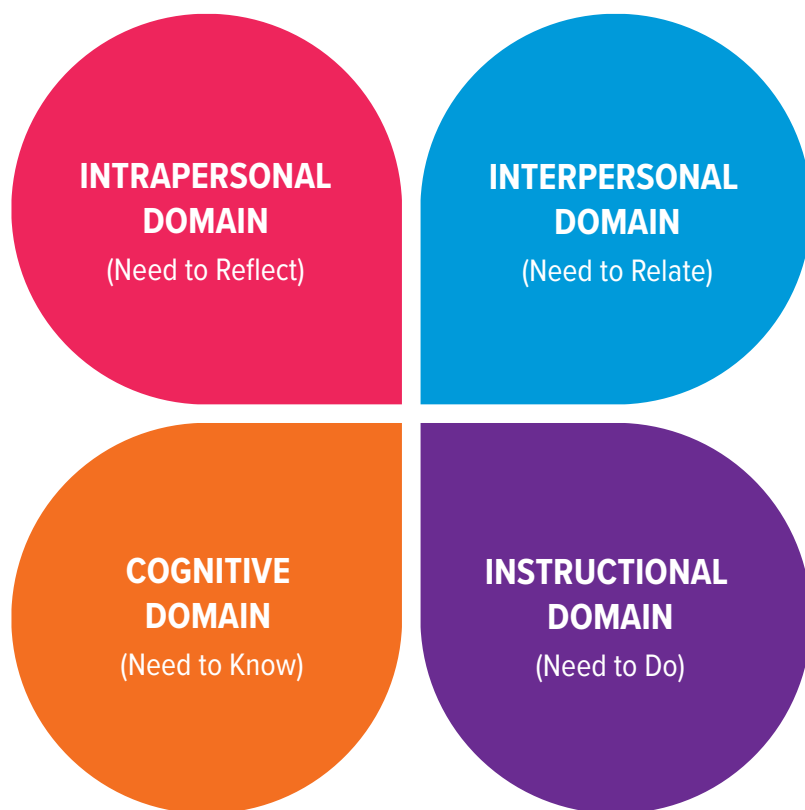 INTRAPERSONAL
DOMAIN
(Need to Reflect)
INTERPERSONAL
DOMAIN
(Need to Relate)
COGNITIVE
DOMAIN
(Need to Know)
INSTRUCTIONAL
DOMAIN
(Need to Do)